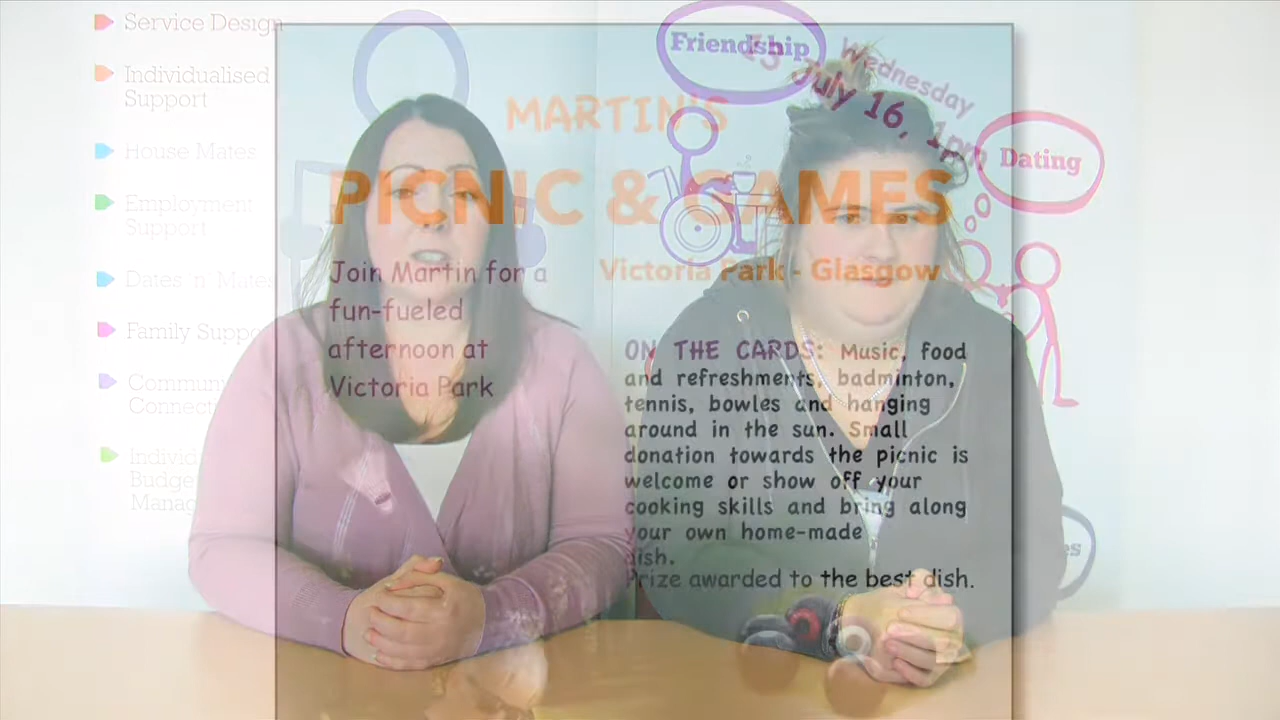 Service Design
Individualised
Support
House Mates
Employment
Support
Dates 'n' Mates
Family Support
Connect
Budget
Friendship
Dating
Wednesday
15 July 16, 1pm
MARTIN'S
PICNIC & GAMES
Victoria Park - Glasgow
Join Martin for a
fun-fueled
afternoon at
Victoria Park
ON THE CARDS: Music, food
and refreshments, badminton,
tennis, bowles and hanging
around in the sun. Small
donation towards the picnic is
welcome or show off your
cooking skills and bring along
your own home-made
dish.
Prize awarded to the best dish.